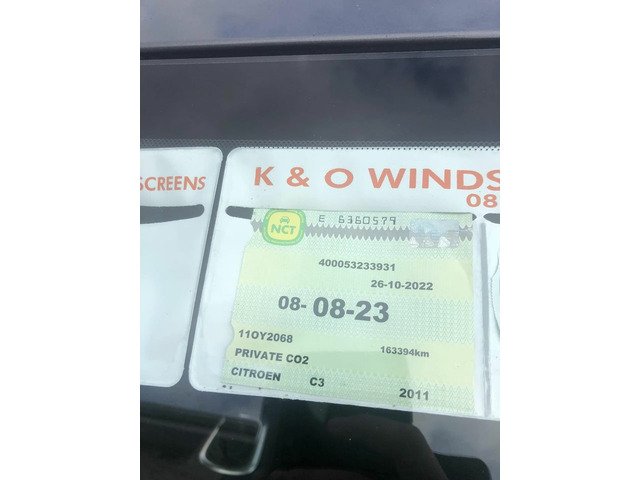 SCREENS
K & O WINDS
08
NCT
E 6360579
400053233931
26-10-2022
08- 08-23
11OY2068
163394km
PRIVATE CO2
CITROEN C3 2011